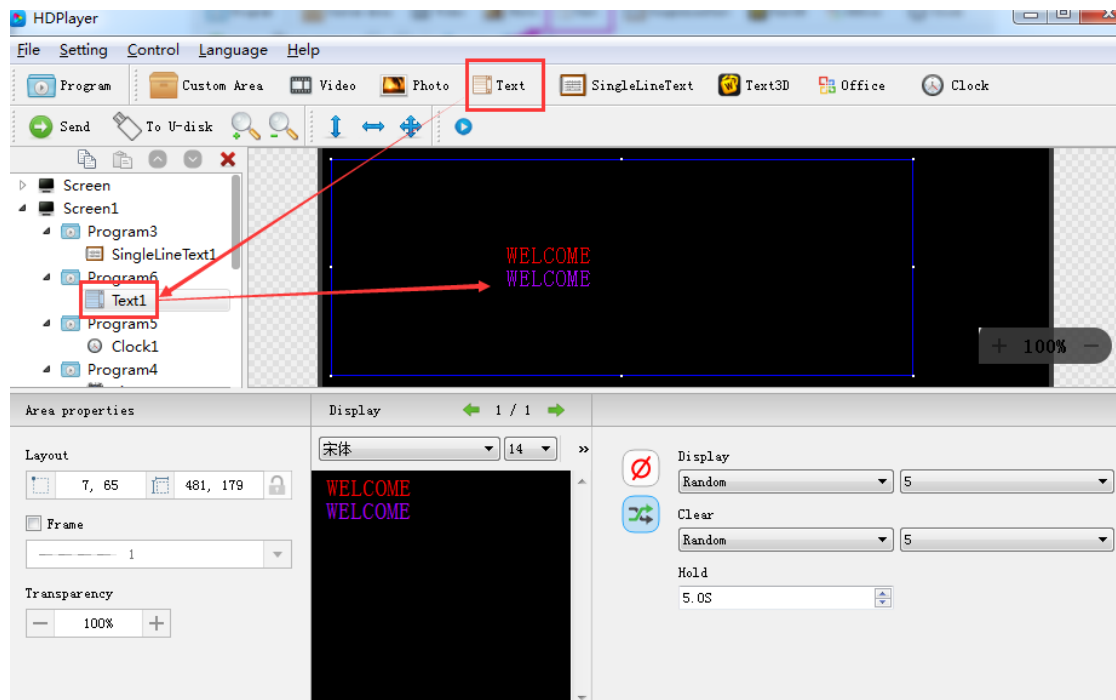 HDPlayer
File Setting Control Language Help
Program Custom Area Video Photo Text SingleLineText Text3D Office Clock
Send To U-disk
Screen
Screen1
Program3
SingleLineText1
Program6
Text1
Program5
Clock1
Program4
WELCOME
WELCOME
+ 100% −
Area properties
Layout
7, 65 481, 179
Frame
1
Transparency
— 100% +
Display 1 / 1
宋体 14 »
WELCOME
WELCOME
Display
Random 5
Clear
Random 5
Hold
5.0S